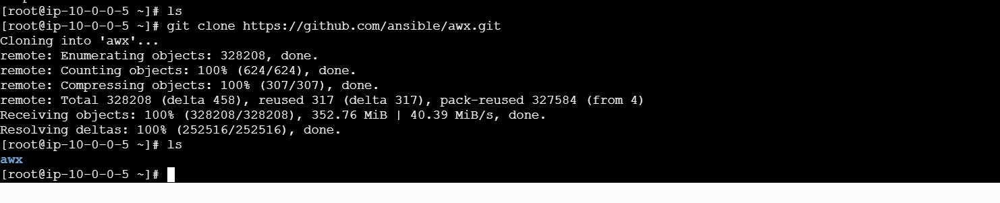 [root@ip-10-0-0-5 ~]# ls
[root@ip-10-0-0-5 ~]# git clone https://github.com/ansible/awx.git
Cloning into 'awx'...
remote: Enumerating objects: 328208, done.
remote: Counting objects: 100% (624/624), done.
remote: Compressing objects: 100% (307/307), done.
remote: Total 328208 (delta 458), reused 317 (delta 317), pack-reused 327584 (from 4)
Receiving objects: 100% (328208/328208), 352.76 MiB | 40.39 MiB/s, done.
Resolving deltas: 100% (252516/252516), done.
[root@ip-10-0-0-5 ~]# ls
awx
[root@ip-10-0-0-5 ~]#